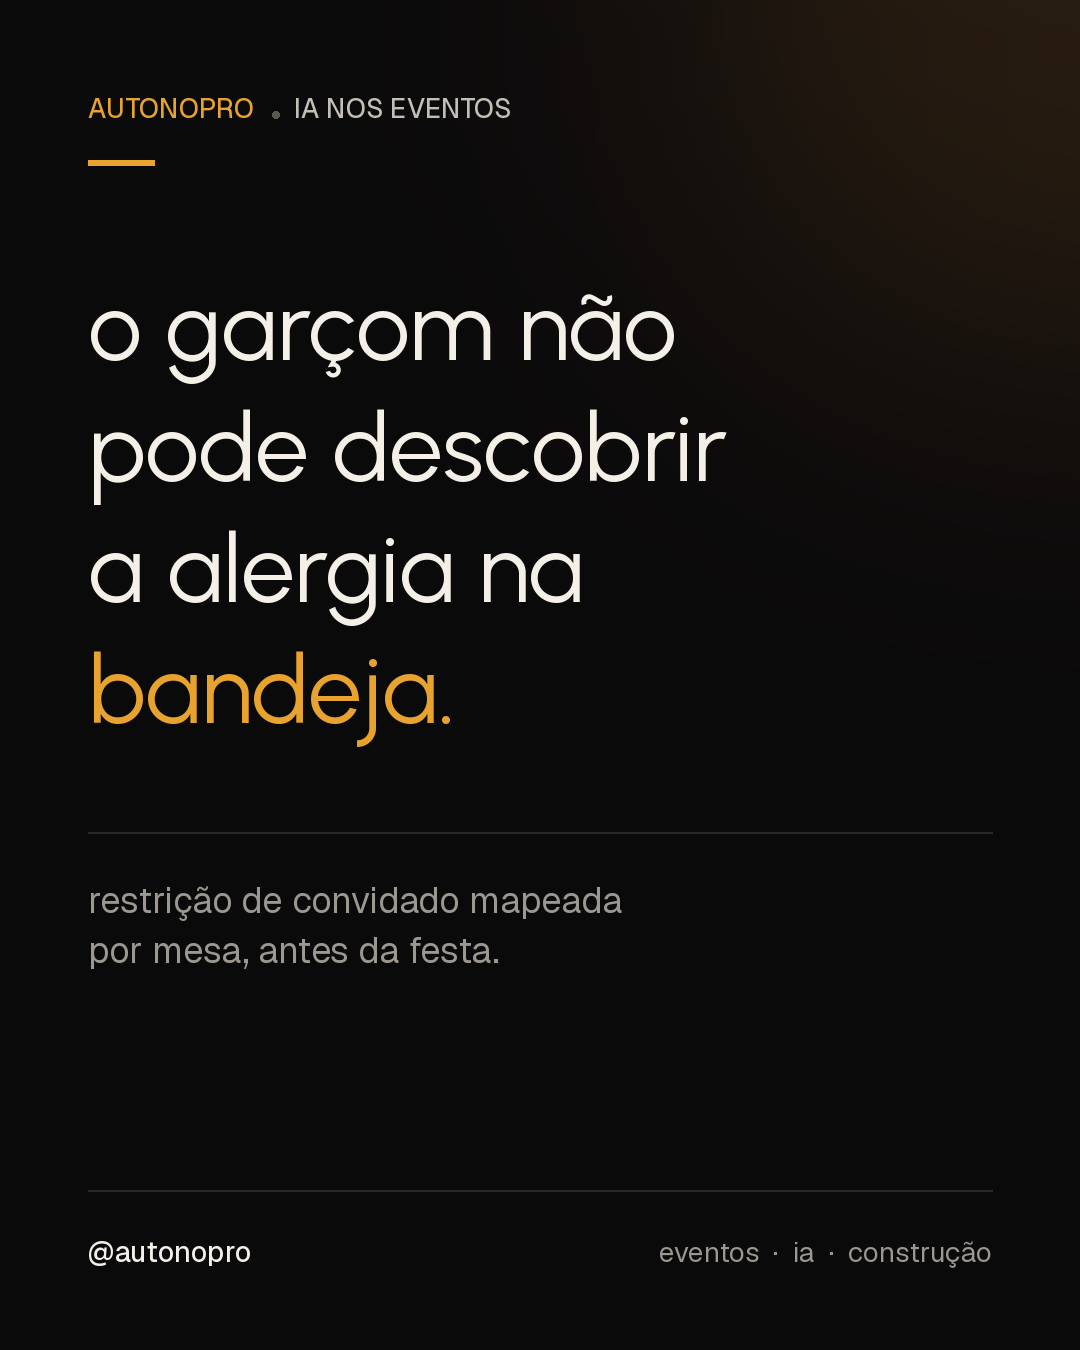 AUTONOPRO • IA NOS EVENTOS
o garçom não
pode descobrir
a alergia na
bandeja.
restrição de convidado mapeada
por mesa, antes da festa.
@autonopro
eventos · ia · construção